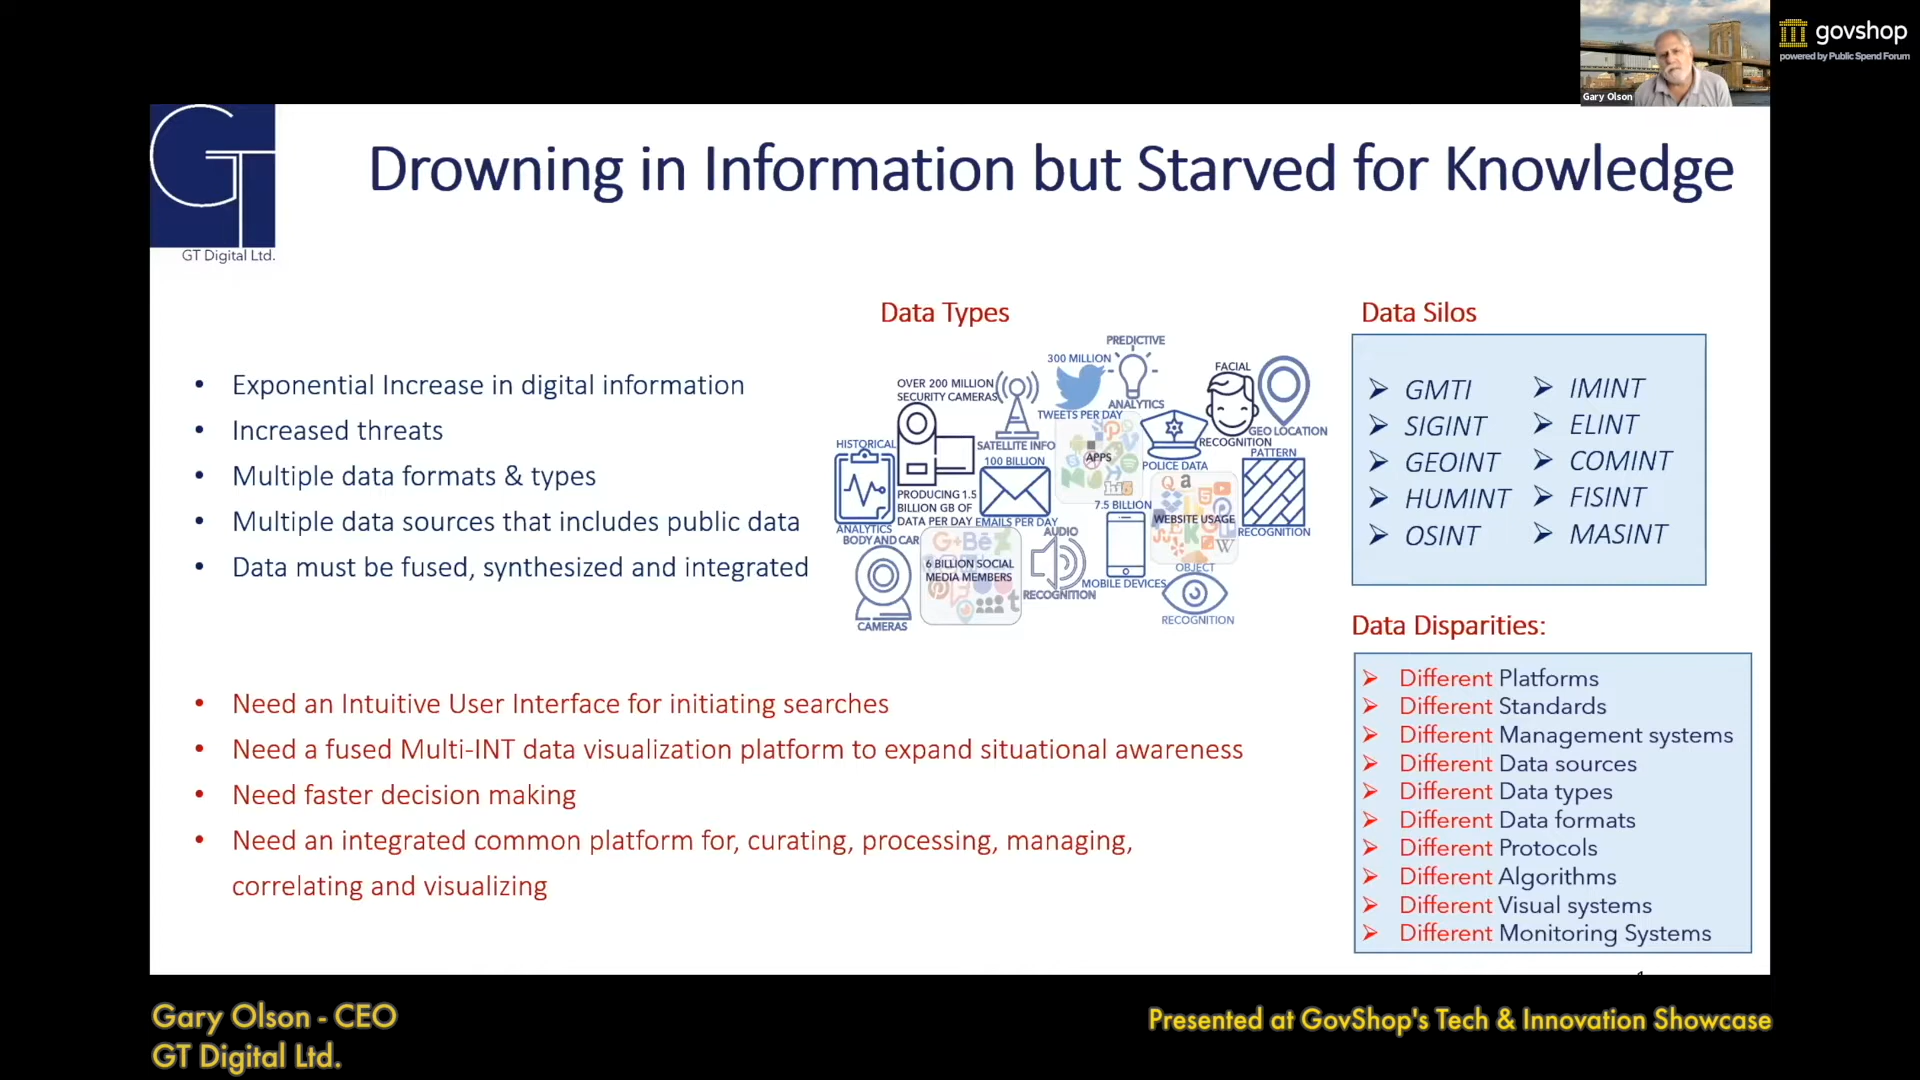 govshop
powered by Public Spend Forum
Gary Olson
GT
GT Digital Ltd.
Drowning in Information but Starved for Knowledge
• Exponential Increase in digital information
• Increased threats
• Multiple data formats & types
• Multiple data sources that includes public data
• Data must be fused, synthesized and integrated
• Need an Intuitive User Interface for initiating searches
• Need a fused Multi-INT data visualization platform to expand situational awareness
• Need faster decision making
• Need an integrated common platform for, curating, processing, managing,
correlating and visualizing
Data Types
PREDICTIVE
ANALYTICS
300 MILLION
TWEETS PER DAY
FACIAL
RECOGNITION
OVER 200 MILLION
SECURITY CAMERAS
SATELLITE INFO
GEO LOCATION
HISTORICAL
ANALYTICS
100 BILLION
EMAILS PER DAY
APPS
POLICE DATA
PATTERN
RECOGNITION
PRODUCING 1.5
BILLION GB OF
DATA PER DAY
7.5 BILLION
MOBILE DEVICES
WEBSITE USAGE
BODY AND CAR
CAMERAS
6 BILLION SOCIAL
MEDIA MEMBERS
AUDIO
RECOGNITION
OBJECT
RECOGNITION
Data Silos
GMTI
SIGINT
GEOINT
HUMINT
OSINT
IMINT
ELINT
COMINT
FISINT
MASINT
Data Disparities:
Different Platforms
Different Standards
Different Management systems
Different Data sources
Different Data types
Different Data formats
Different Protocols
Different Algorithms
Different Visual systems
Different Monitoring Systems
Gary Olson - CEO
GT Digital Ltd.
Presented at GovShop's Tech & Innovation Showcase